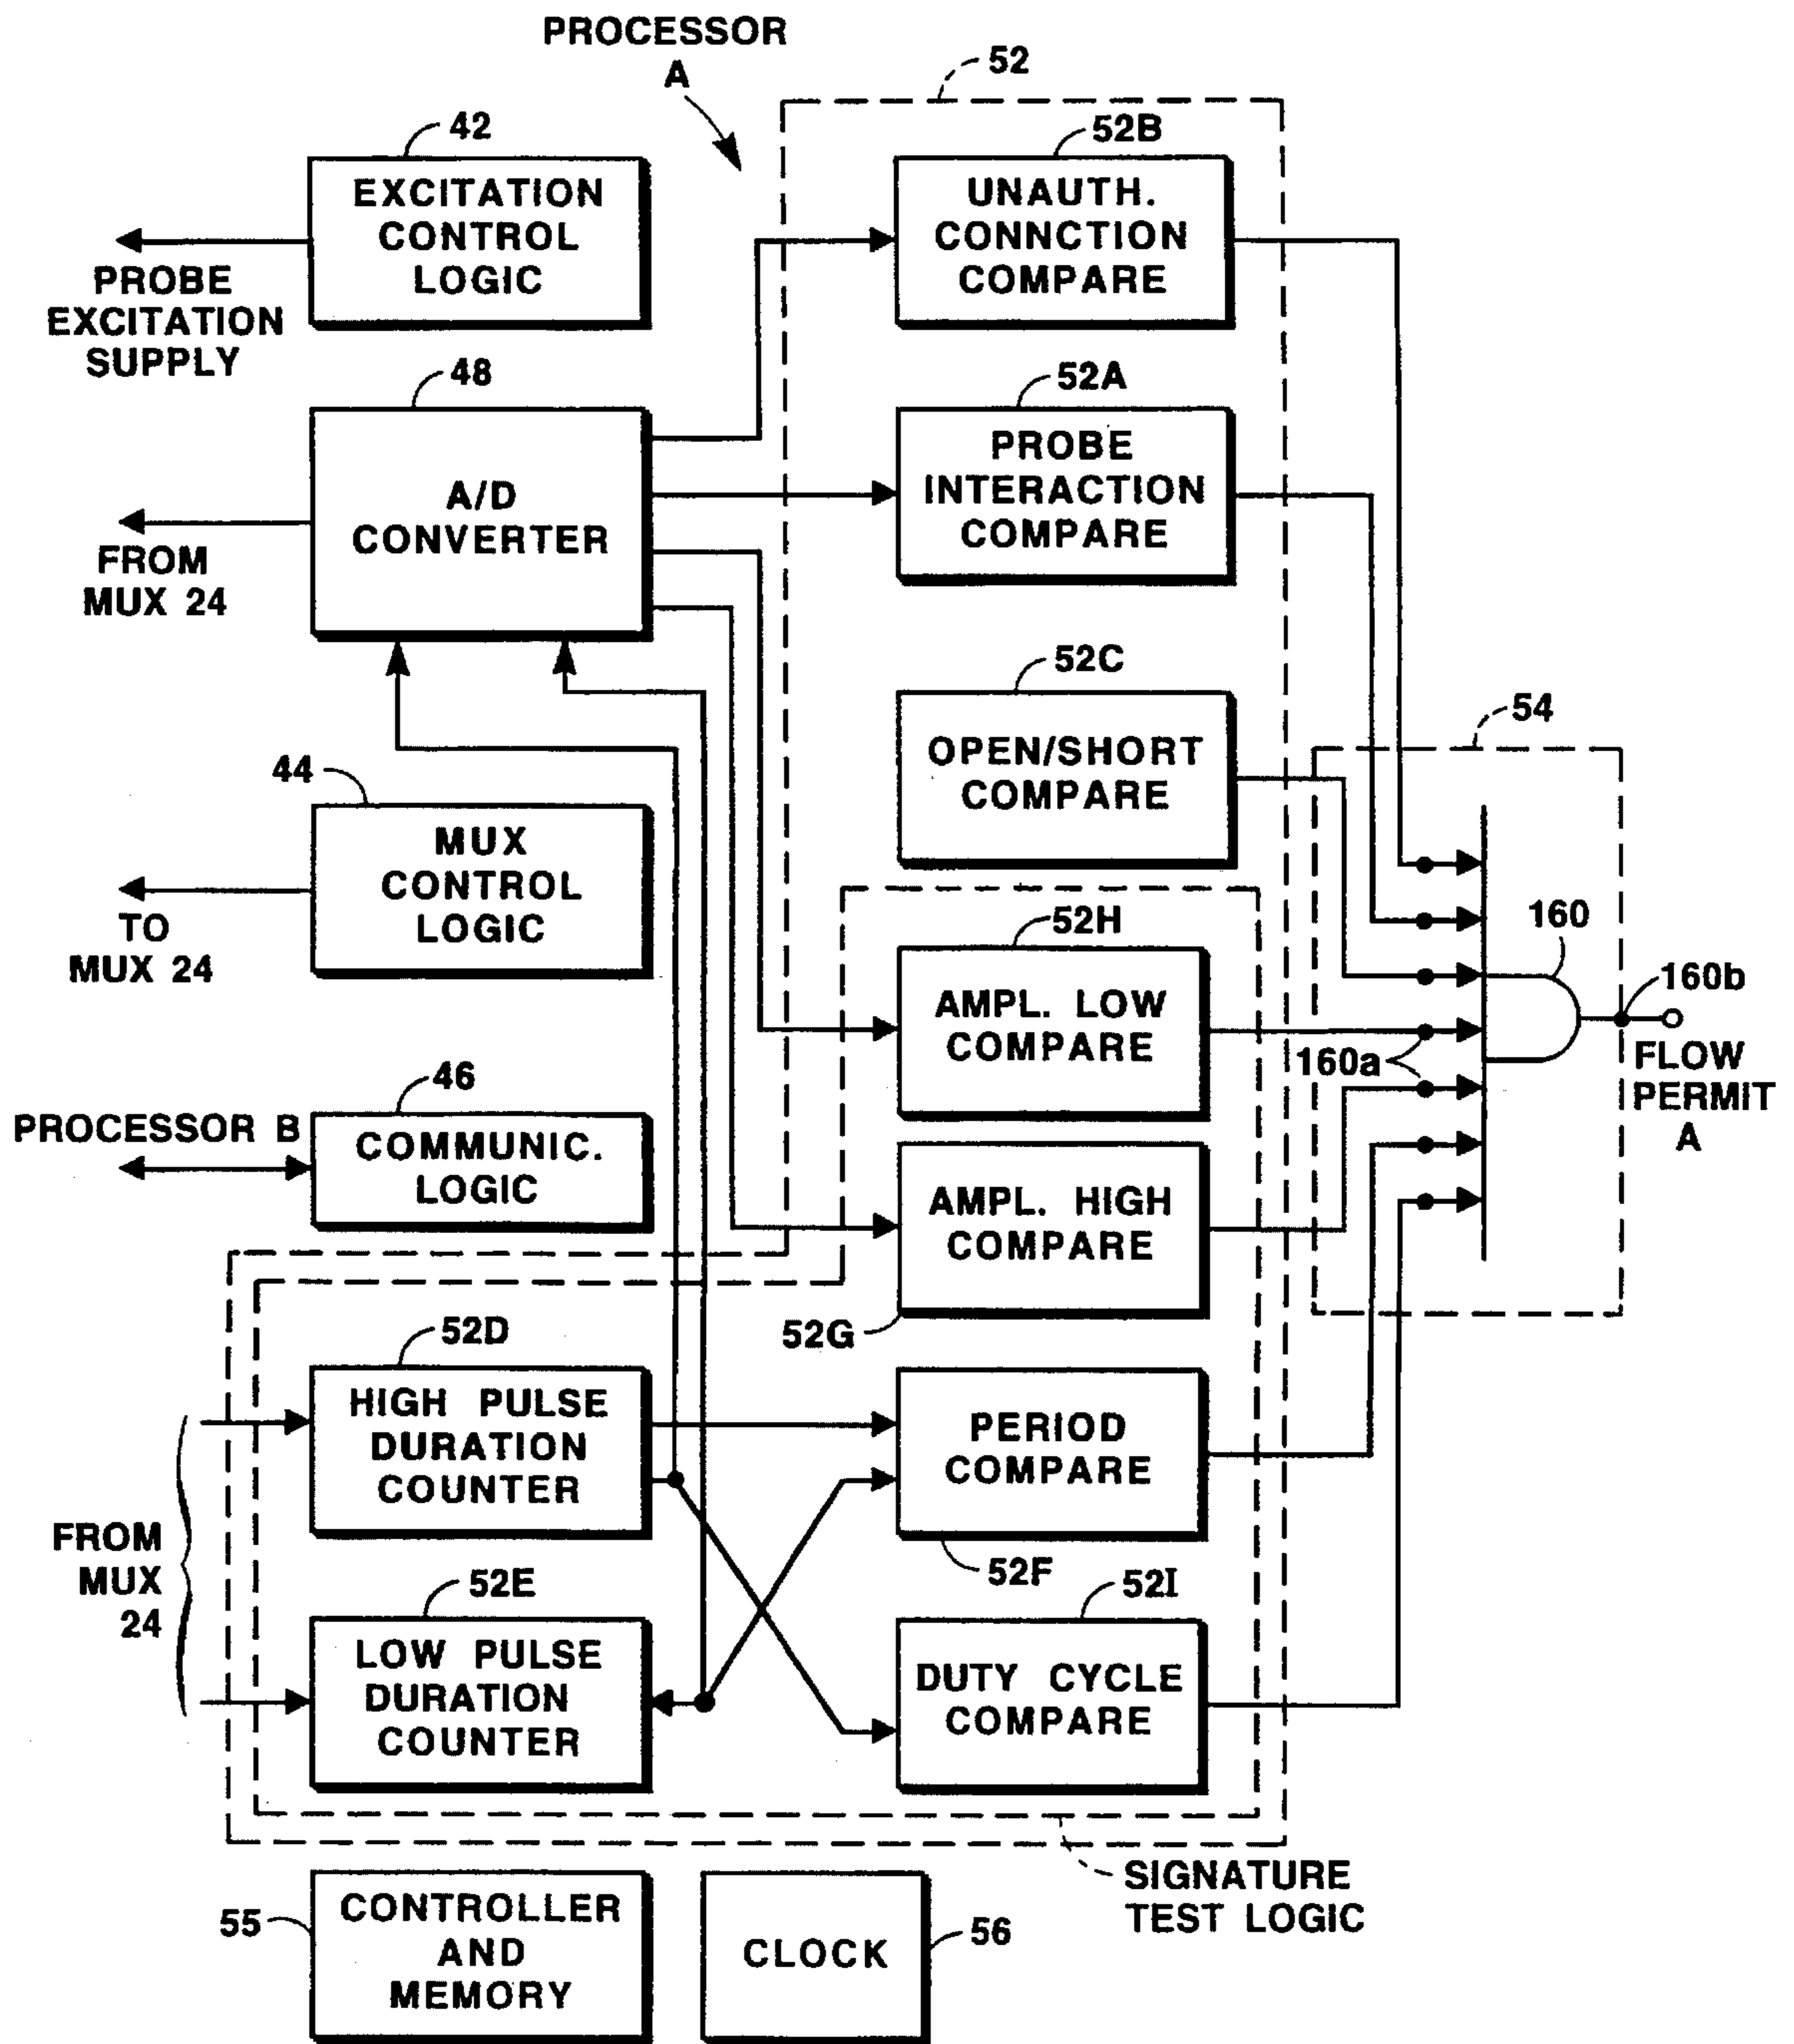 PROCESSOR
A
52
42
EXCITATION
CONTROL
LOGIC
PROBE
EXCITATION
SUPPLY
52B
UNAUTH.
CONNCTION
COMPARE
48
A/D
CONVERTER
FROM
MUX 24
52A
PROBE
INTERACTION
COMPARE
52C
OPEN/SHORT
COMPARE
54
44
MUX
CONTROL
LOGIC
TO
MUX 24
52H
AMPL. LOW
COMPARE
160
160b
160a
FLOW
PERMIT
A
46
PROCESSOR B
COMMUNIC.
LOGIC
AMPL. HIGH
COMPARE
52G
52D
HIGH PULSE
DURATION
COUNTER
PERIOD
COMPARE
52F
FROM
MUX
24
52E
LOW PULSE
DURATION
COUNTER
52I
DUTY CYCLE
COMPARE
SIGNATURE
TEST LOGIC
55
CONTROLLER
AND
MEMORY
CLOCK
56